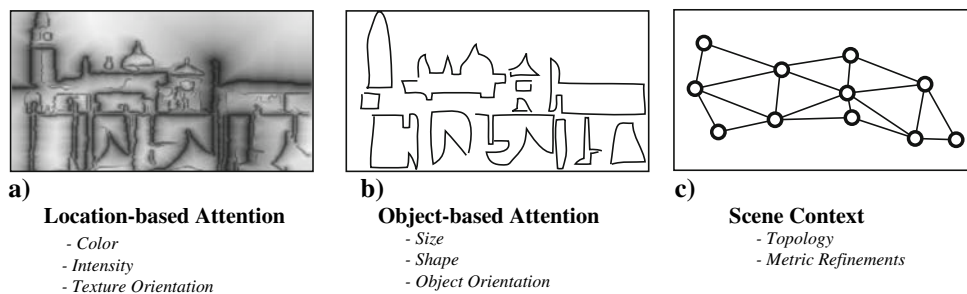 a)
Location-based Attention
- Color
- Intensity
- Texture Orientation
b)
Object-based Attention
- Size
- Shape
- Object Orientation
c)
Scene Context
- Topology
- Metric Refinements